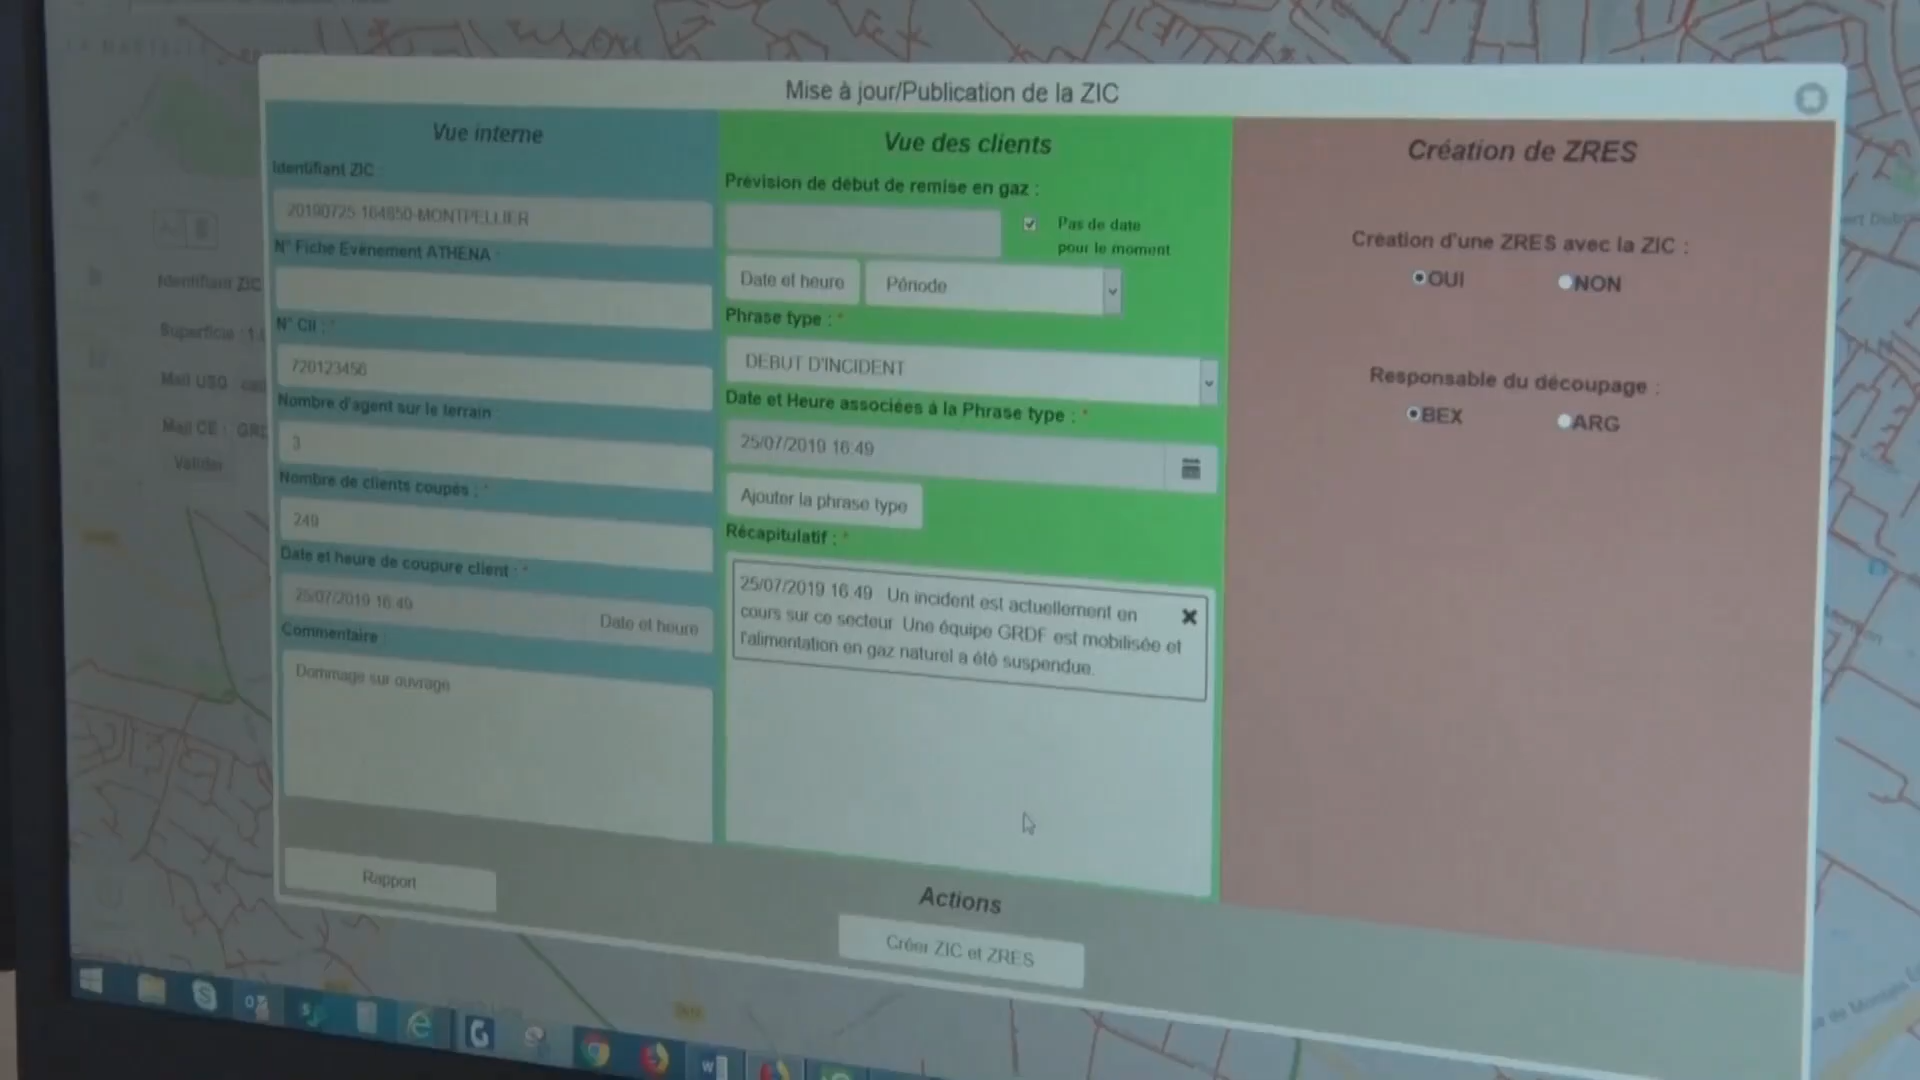 Mise à jour/Publication de la ZIC
Vue interne
Identifiant ZIC
20190725-164850-MONTPELLIER
N° Fiche Evènement ATHENA :
N° CII : *
720123456
Nombre d'agent sur le terrain
3
Nombre de clients coupés : *
249
Date et heure de coupure client : *
25/07/2019 16:49
Date et heure
Commentaire :
Dommage sur ouvrage
Rapport
Vue des clients
Prévision de début de remise en gaz :
Pas de date
pour le moment
Date et heure
Période
Phrase type : *
DEBUT D'INCIDENT
Date et Heure associées à la Phrase type : *
25/07/2019 16:49
Ajouter la phrase type
Récapitulatif : *
25/07/2019 16:49 Un incident est actuellement en
cours sur ce secteur. Une équipe GRDF est mobilisée et
l'alimentation en gaz naturel a été suspendue.
Création de ZRES
Création d'une ZRES avec la ZIC :
OUI NON
Responsable du découpage :
BEX ARG
Actions
Créer ZIC et ZRES
Identifiant ZIC
Superficie : 1
Mail USG
Mail CE : GRD
Valider